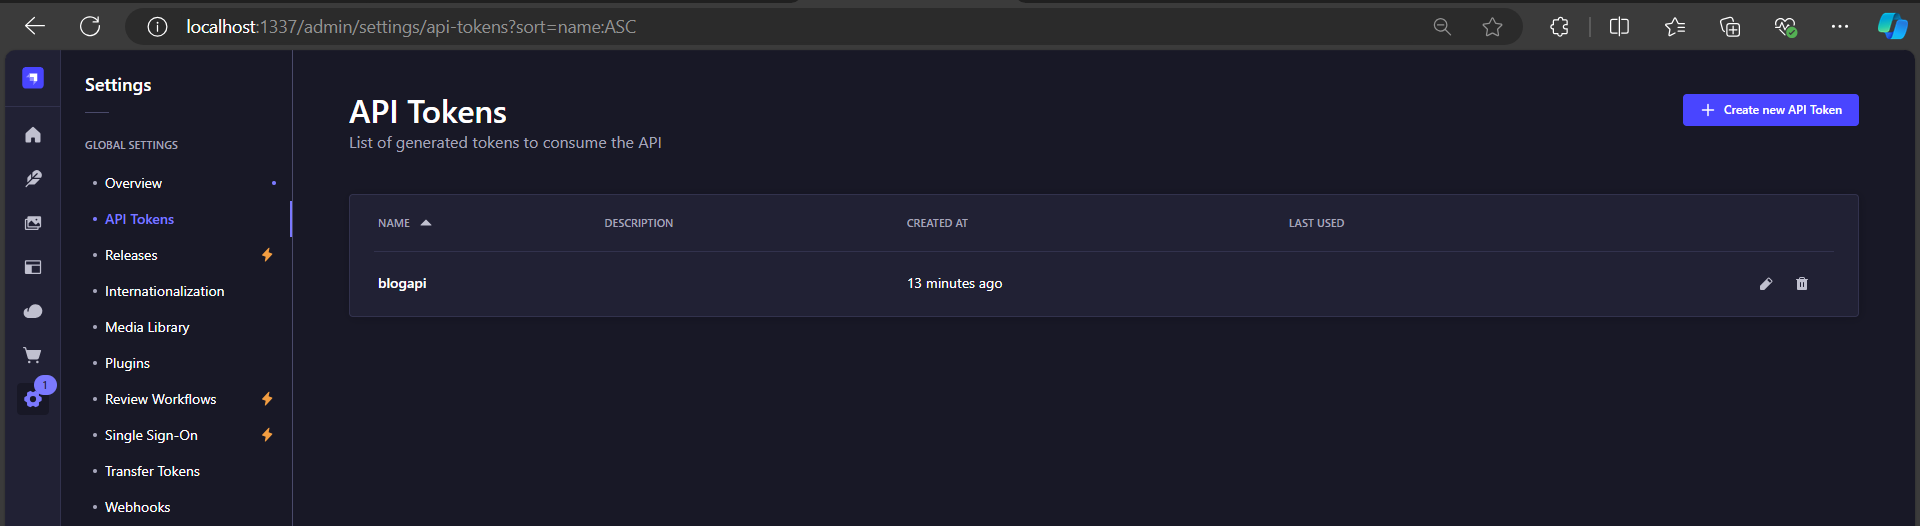 localhost:1337/admin/settings/api-tokens?sort=name:ASC
Settings
GLOBAL SETTINGS
Overview
API Tokens
Releases
Internationalization
Media Library
Plugins
Review Workflows
Single Sign-On
Transfer Tokens
Webhooks
1
API Tokens
List of generated tokens to consume the API
Create new API Token
NAME DESCRIPTION CREATED AT LAST USED
blogapi 13 minutes ago